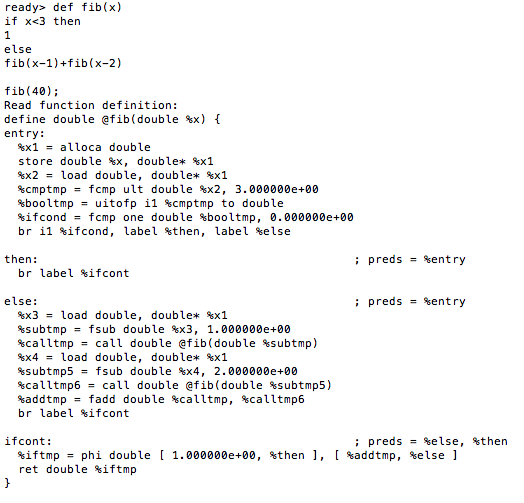 ready> def fib(x)
if x<3 then
1
else
fib(x-1)+fib(x-2)

fib(40);
Read function definition:
define double @fib(double %x) {
entry:
  %x1 = alloca double
  store double %x, double* %x1
  %x2 = load double, double* %x1
  %cmptmp = fcmp ult double %x2, 3.000000e+00
  %booltmp = uitofp i1 %cmptmp to double
  %ifcond = fcmp one double %booltmp, 0.000000e+00
  br i1 %ifcond, label %then, label %else

then:                                             ; preds = %entry
  br label %ifcont

else:                                             ; preds = %entry
  %x3 = load double, double* %x1
  %subtmp = fsub double %x3, 1.000000e+00
  %calltmp = call double @fib(double %subtmp)
  %x4 = load double, double* %x1
  %subtmp5 = fsub double %x4, 2.000000e+00
  %calltmp6 = call double @fib(double %subtmp5)
  %addtmp = fadd double %calltmp, %calltmp6
  br label %ifcont

ifcont:                                           ; preds = %else, %then
  %iftmp = phi double [ 1.000000e+00, %then ], [ %addtmp, %else ]
  ret double %iftmp
}